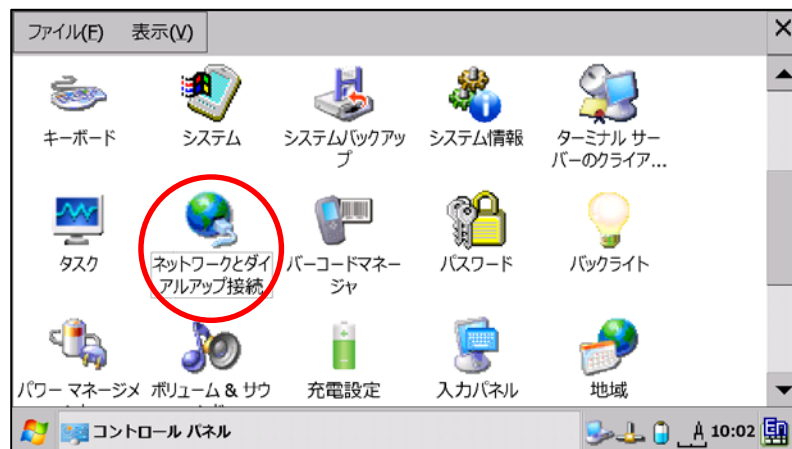 ファイル(F) 表示(V)
キーボード システム システムバックアップ システム情報 ターミナル サーバーのクライア...
タスク ネットワークとダイアルアップ接続 バーコードマネージャ パスワード バックライト
パワー マネージメ ボリューム & サウ 充電設定 入力パネル 地域
コントロール パネル A 10:02